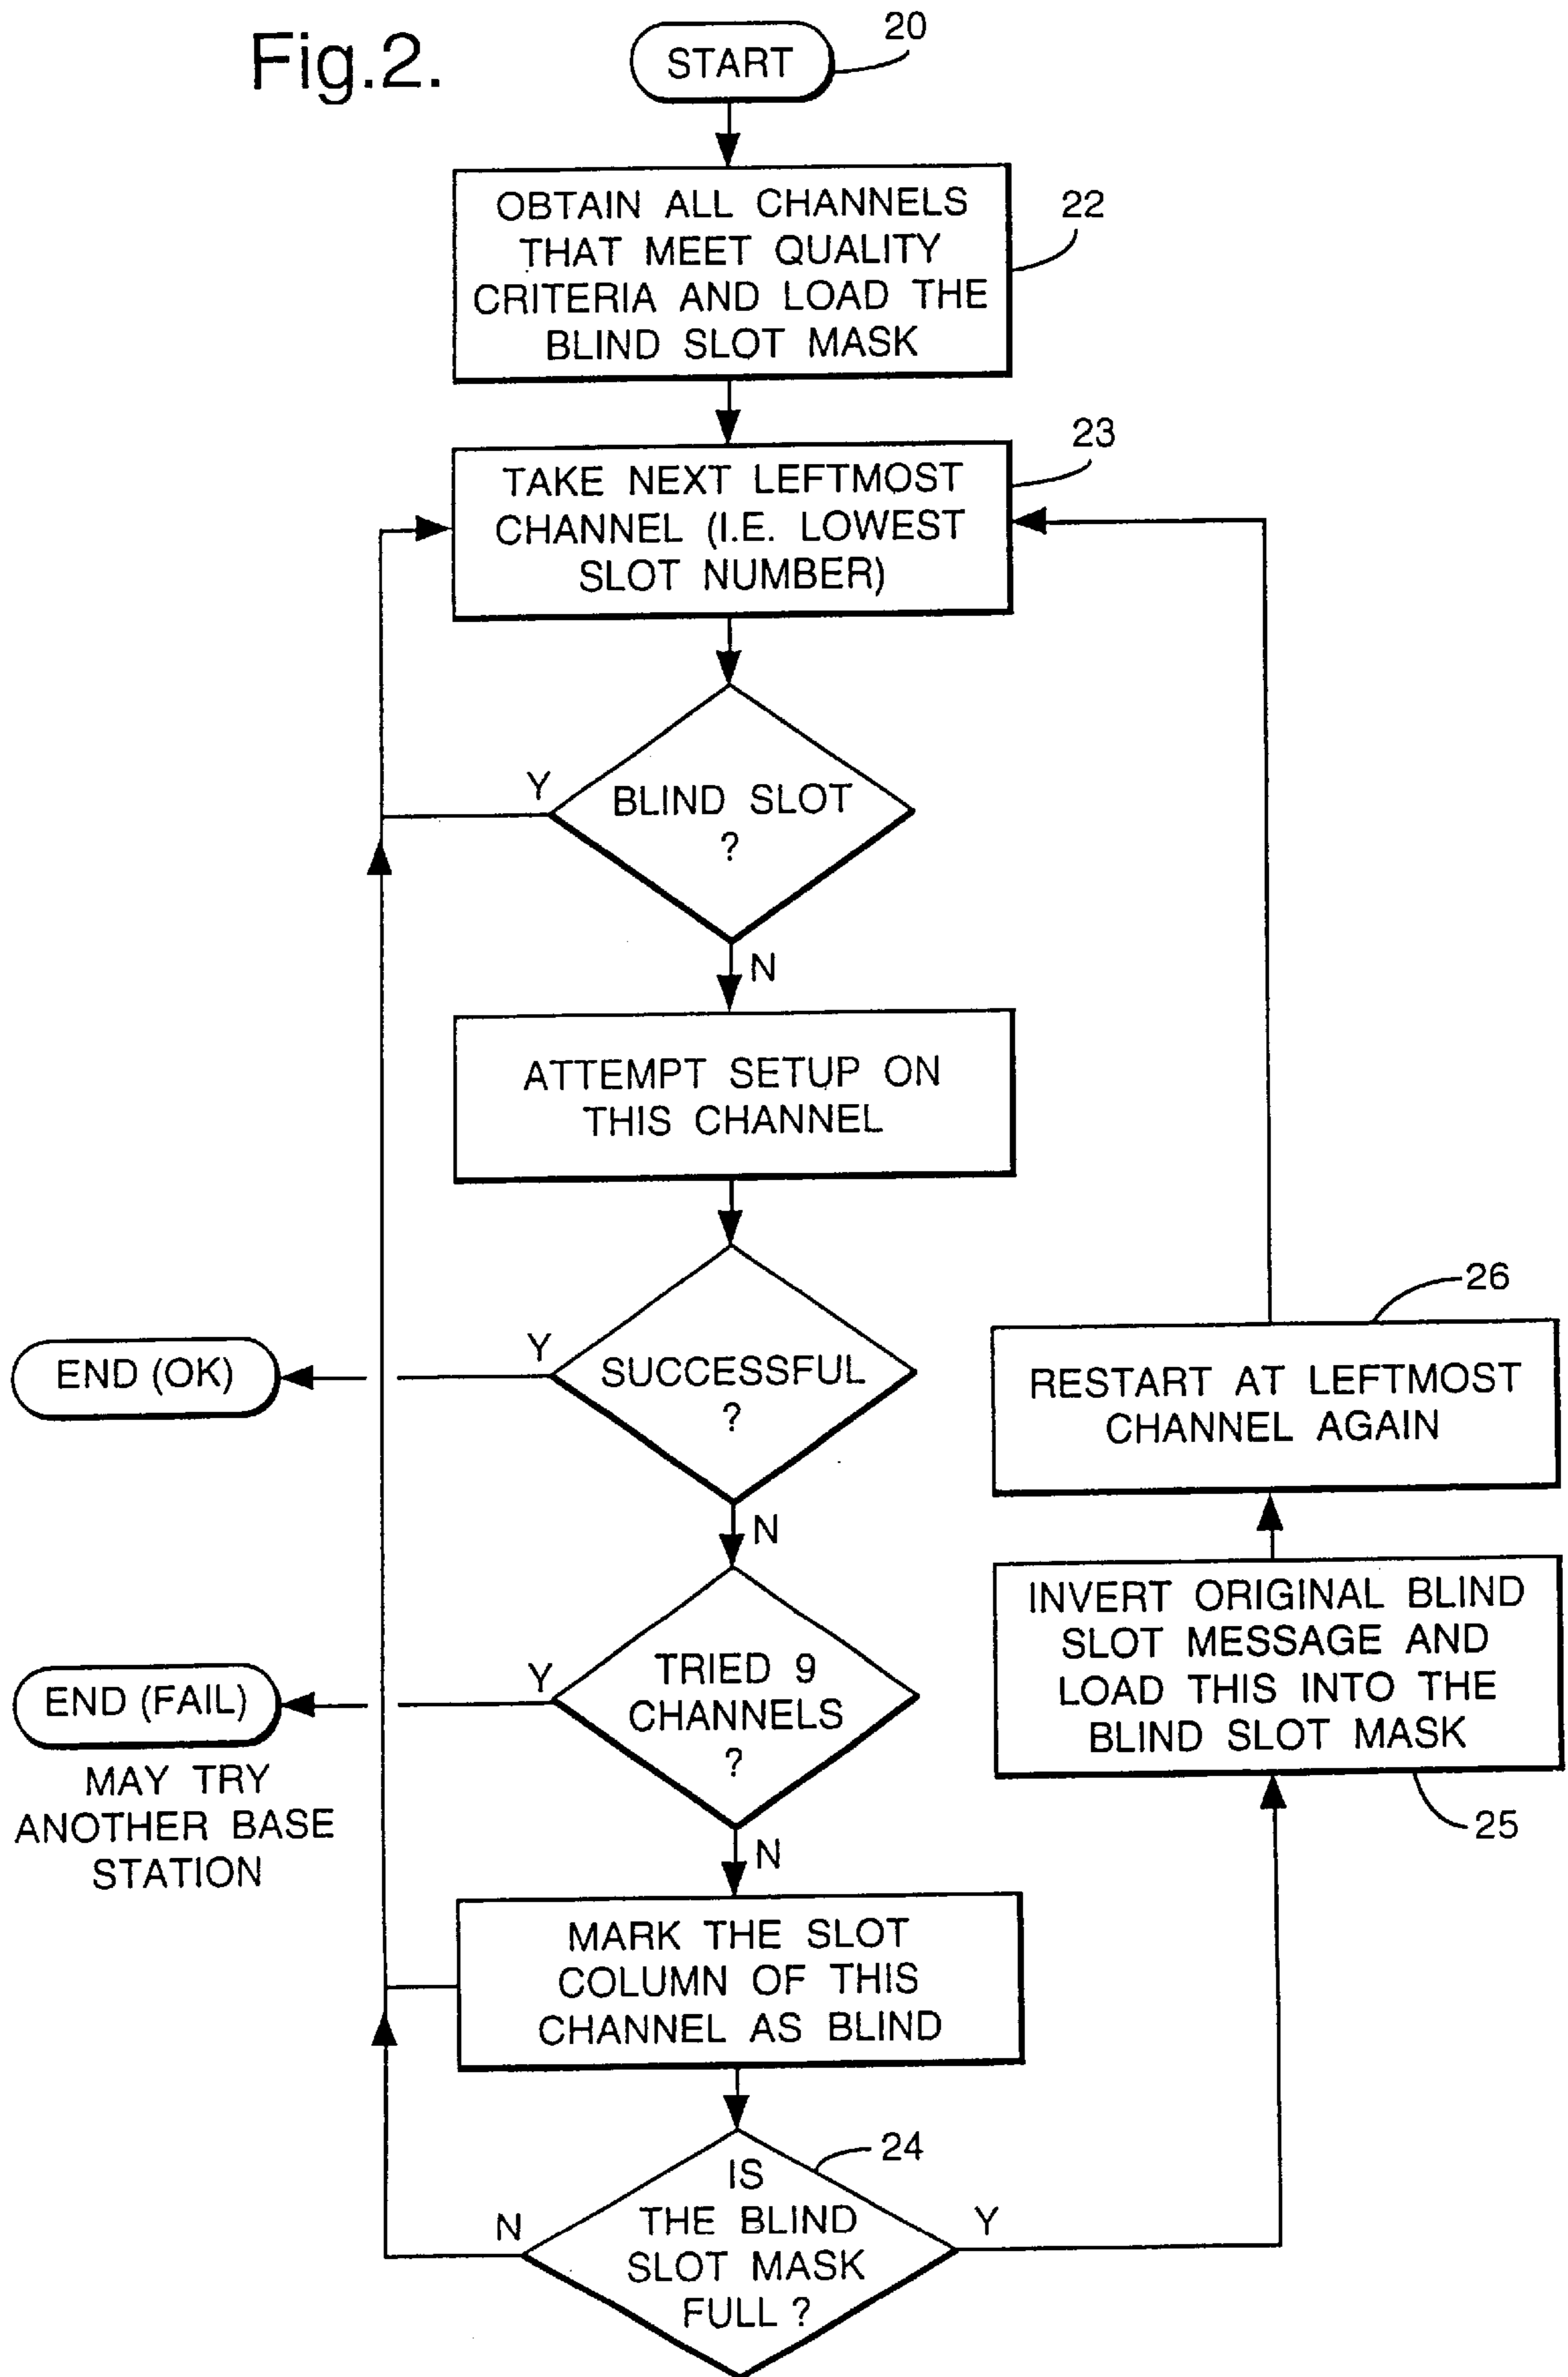 Fig.2.
START
20
OBTAIN ALL CHANNELS
THAT MEET QUALITY
CRITERIA AND LOAD THE
BLIND SLOT MASK
22
TAKE NEXT LEFTMOST
CHANNEL (I.E. LOWEST
SLOT NUMBER)
23
BLIND SLOT
?
Y
N
ATTEMPT SETUP ON
THIS CHANNEL
SUCCESSFUL
?
Y
END (OK)
N
TRIED 9
CHANNELS
?
Y
END (FAIL)
MAY TRY
ANOTHER BASE
STATION
N
MARK THE SLOT
COLUMN OF THIS
CHANNEL AS BLIND
IS
THE BLIND
SLOT MASK
FULL ?
24
N
Y
INVERT ORIGINAL BLIND
SLOT MESSAGE AND
LOAD THIS INTO THE
BLIND SLOT MASK
25
RESTART AT LEFTMOST
CHANNEL AGAIN
26